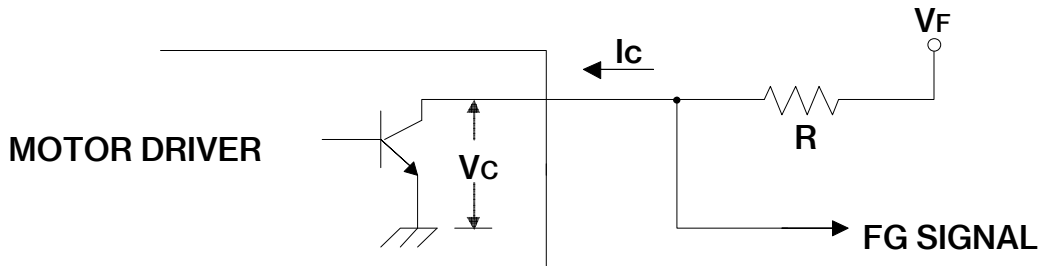 VF
IC
R
MOTOR DRIVER
VC
FG SIGNAL